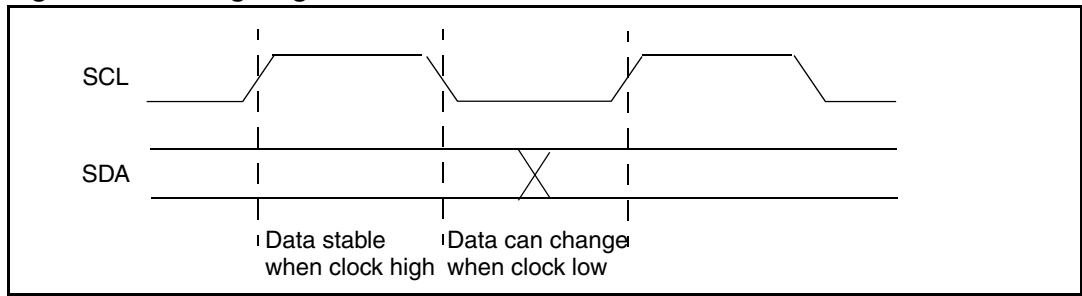 SCL
SDA
Data stable
when clock high
Data can change
when clock low